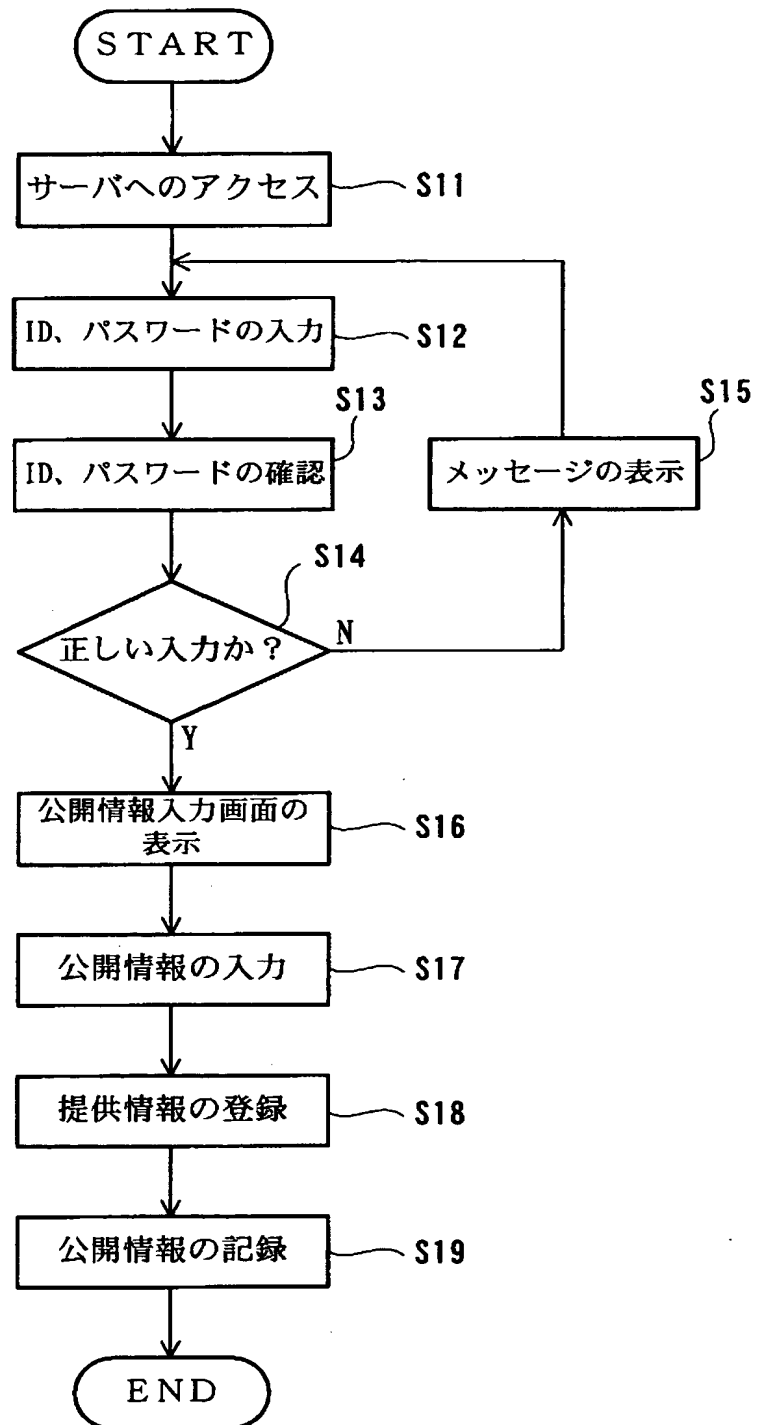 START
サーバへのアクセス
S11
ID、パスワードの入力
S12
S13
ID、パスワードの確認
S15
メッセージの表示
S14
正しい入力か？
N
Y
公開情報入力画面の
表示
S16
公開情報の入力
S17
提供情報の登録
S18
公開情報の記録
S19
END